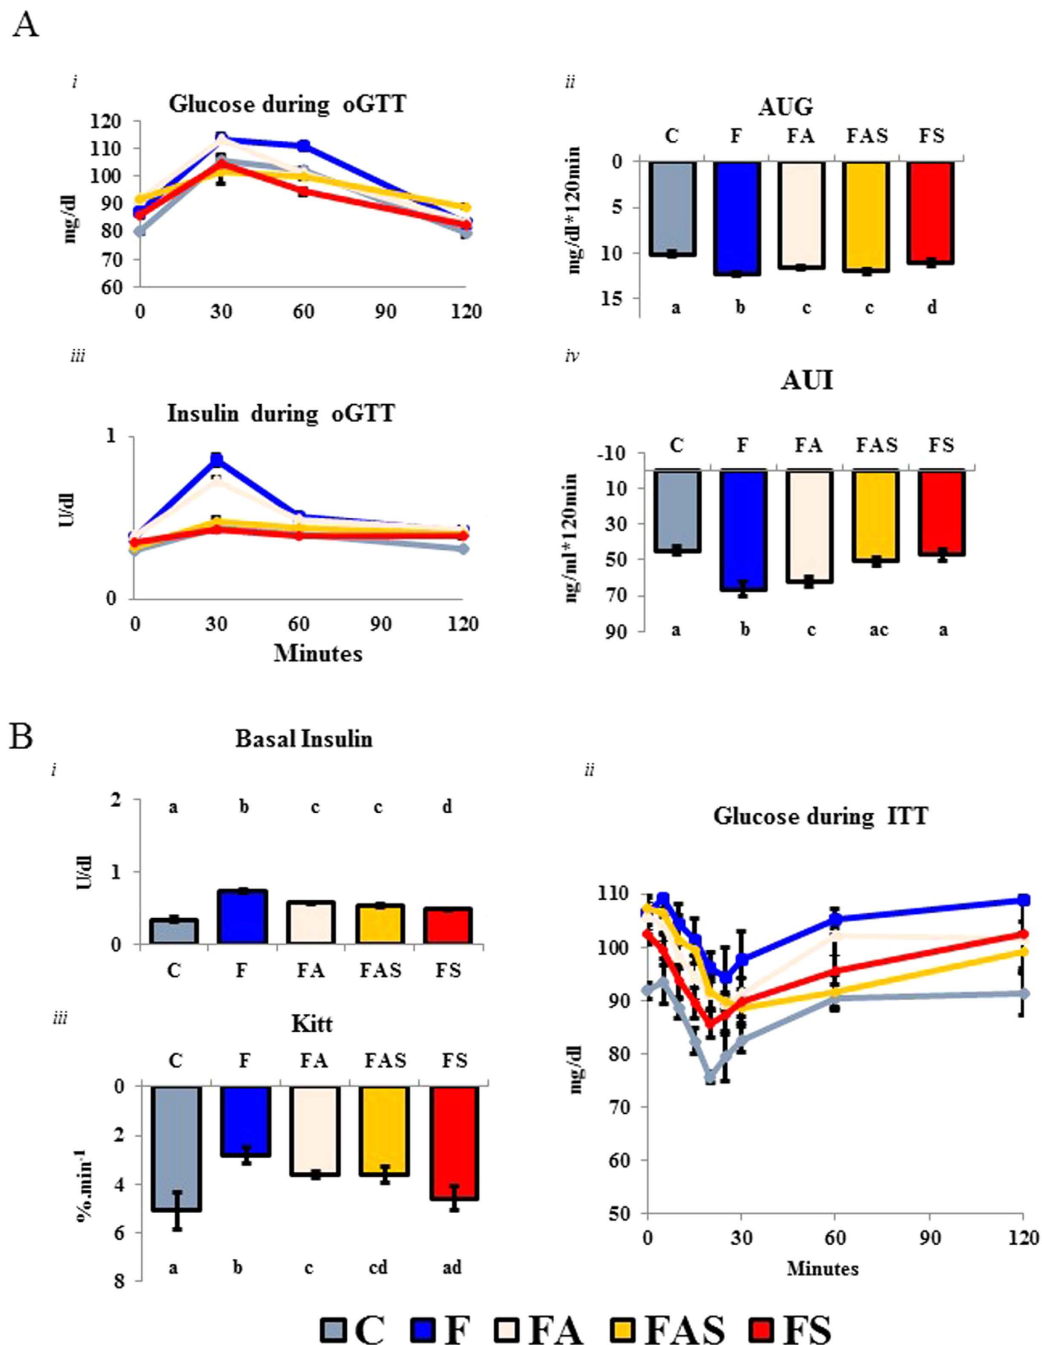 A
i
Glucose during oGTT
120
110
100
90
80
70
60
mg/dl
0 30 60 90 120
ii
AUG
C F FA FAS FS
0
5
10
15
mg/dl*120min
a b c c d
iii
Insulin during oGTT
1
0
U/dl
0 30 60 90 120
Minutes
iv
AUI
C F FA FAS FS
-10
10
30
50
70
90
ng/ml*120min
a b c ac a
B
Basal Insulin
i
2
1
0
U/dl
a b c c d
C F FA FAS FS
ii
Glucose during ITT
110
100
90
80
70
60
50
mg/dl
0 30 60 90 120
Minutes
iii
Kitt
C F FA FAS FS
0
2
4
6
8
%.min-1
a b c cd ad
C F FA FAS FS